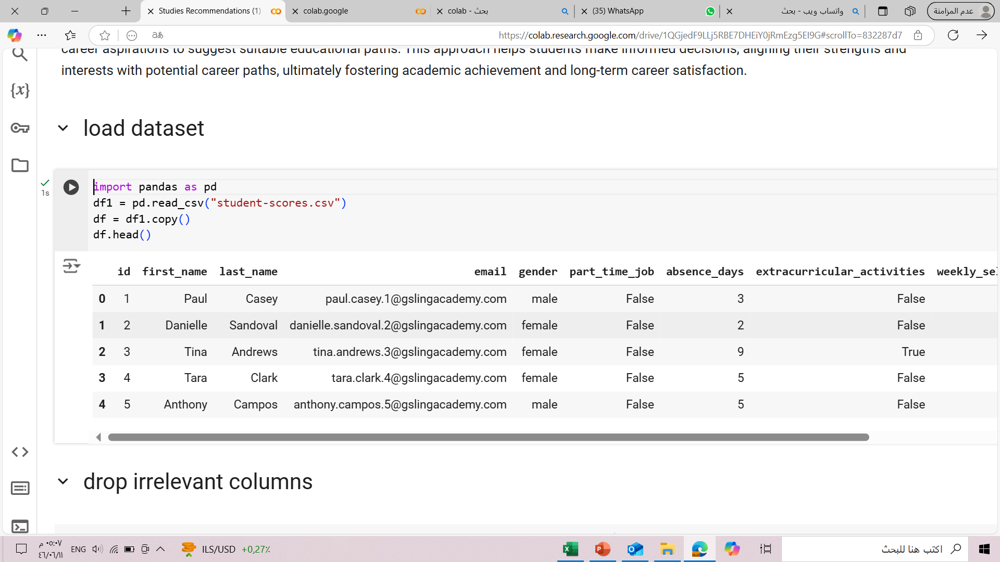 Studies Recommendations (1)
colab.google
بحث - colab
(35) WhatsApp
واتساب ويب - بحث
عدم المزامنة
https://colab.research.google.com/drive/1QGjedF9LLj5RBE7DHEiY0jRmEzg5EI9G#scrollTo=832287d7
career aspirations to suggest suitable educational paths. This approach helps students make informed decisions, aligning their strengths and
interests with potential career paths, ultimately fostering academic achievement and long-term career satisfaction.
load dataset
1s
import pandas as pd
df1 = pd.read_csv("student-scores.csv")
df = df1.copy()
df.head()
id first_name last_name email gender part_time_job absence_days extracurricular_activities weekly_se
0 1 Paul Casey paul.casey.1@gslingacademy.com male False 3 False
1 2 Danielle Sandoval danielle.sandoval.2@gslingacademy.com female False 2 False
2 3 Tina Andrews tina.andrews.3@gslingacademy.com female False 9 True
3 4 Tara Clark tara.clark.4@gslingacademy.com female False 5 False
4 5 Anthony Campos anthony.campos.5@gslingacademy.com male False 5 False
drop irrelevant columns
٠٥:٠٧ م
٤٦/٠٦/١١
ENG
ILS/USD +0,27٪
اكتب هنا للبحث